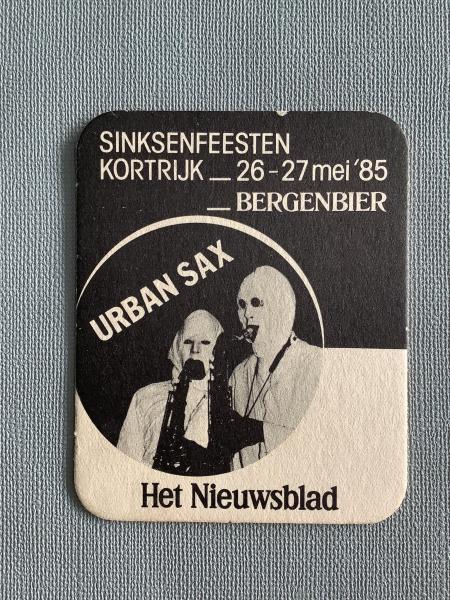 SINKSENFEESTEN
KORTRIJK _ 26-27 mei '85
_ BERGENBIER
URBAN SAX
Het Nieuwsblad